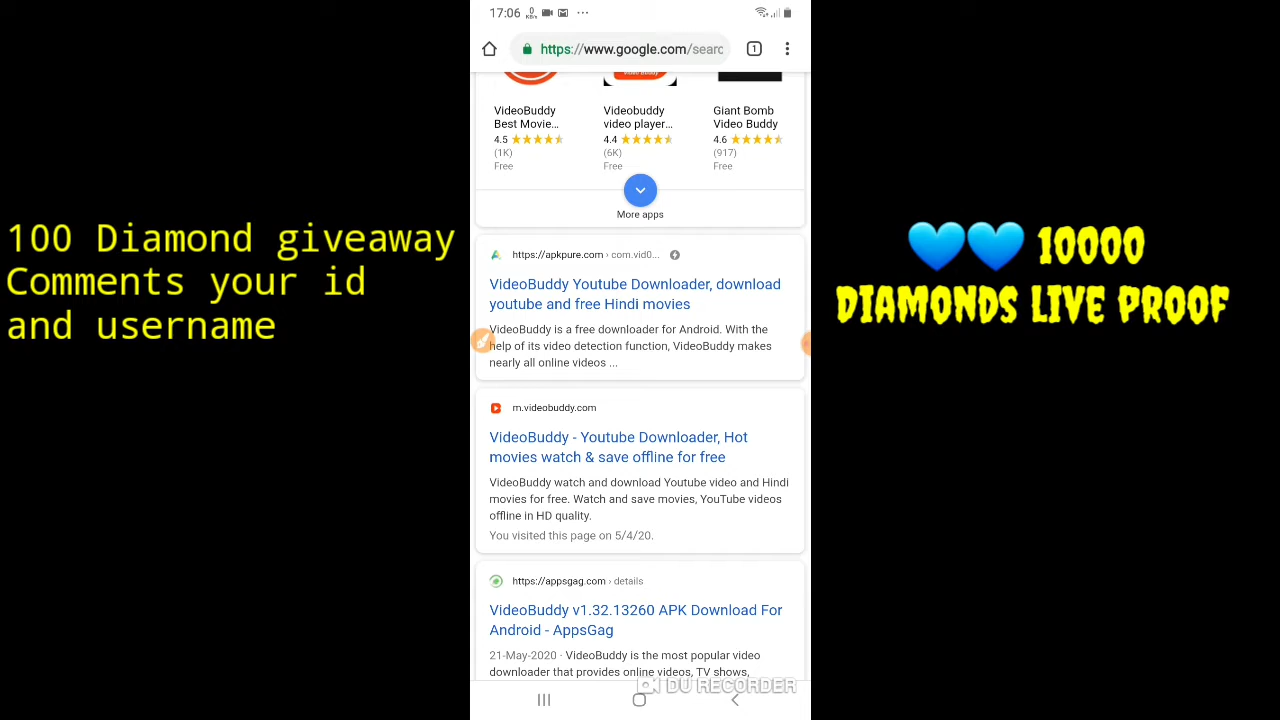 17:06 0 KB/s
https://www.google.com/searc 1
Video Buddy
VideoBuddy Best Movie... 4.5 (1K) Free
Videobuddy video player... 4.4 (6K) Free
Giant Bomb Video Buddy 4.6 (917) Free
More apps
https://apkpure.com › com.vid0...
VideoBuddy Youtube Downloader, download
youtube and free Hindi movies
VideoBuddy is a free downloader for Android. With the
help of its video detection function, VideoBuddy makes
nearly all online videos ...
m.videobuddy.com
VideoBuddy - Youtube Downloader, Hot
movies watch & save offline for free
VideoBuddy watch and download Youtube video and Hindi
movies for free. Watch and save movies, YouTube videos
offline in HD quality.
You visited this page on 5/4/20.
https://appsgag.com › details
VideoBuddy v1.32.13260 APK Download For
Android - AppsGag
21-May-2020 · VideoBuddy is the most popular video
downloader that provides online videos, TV shows,
DU RECORDER
100 Diamond giveaway
Comments your id
and username
💙💙 10000
DIAMONDS LIVE PROOF